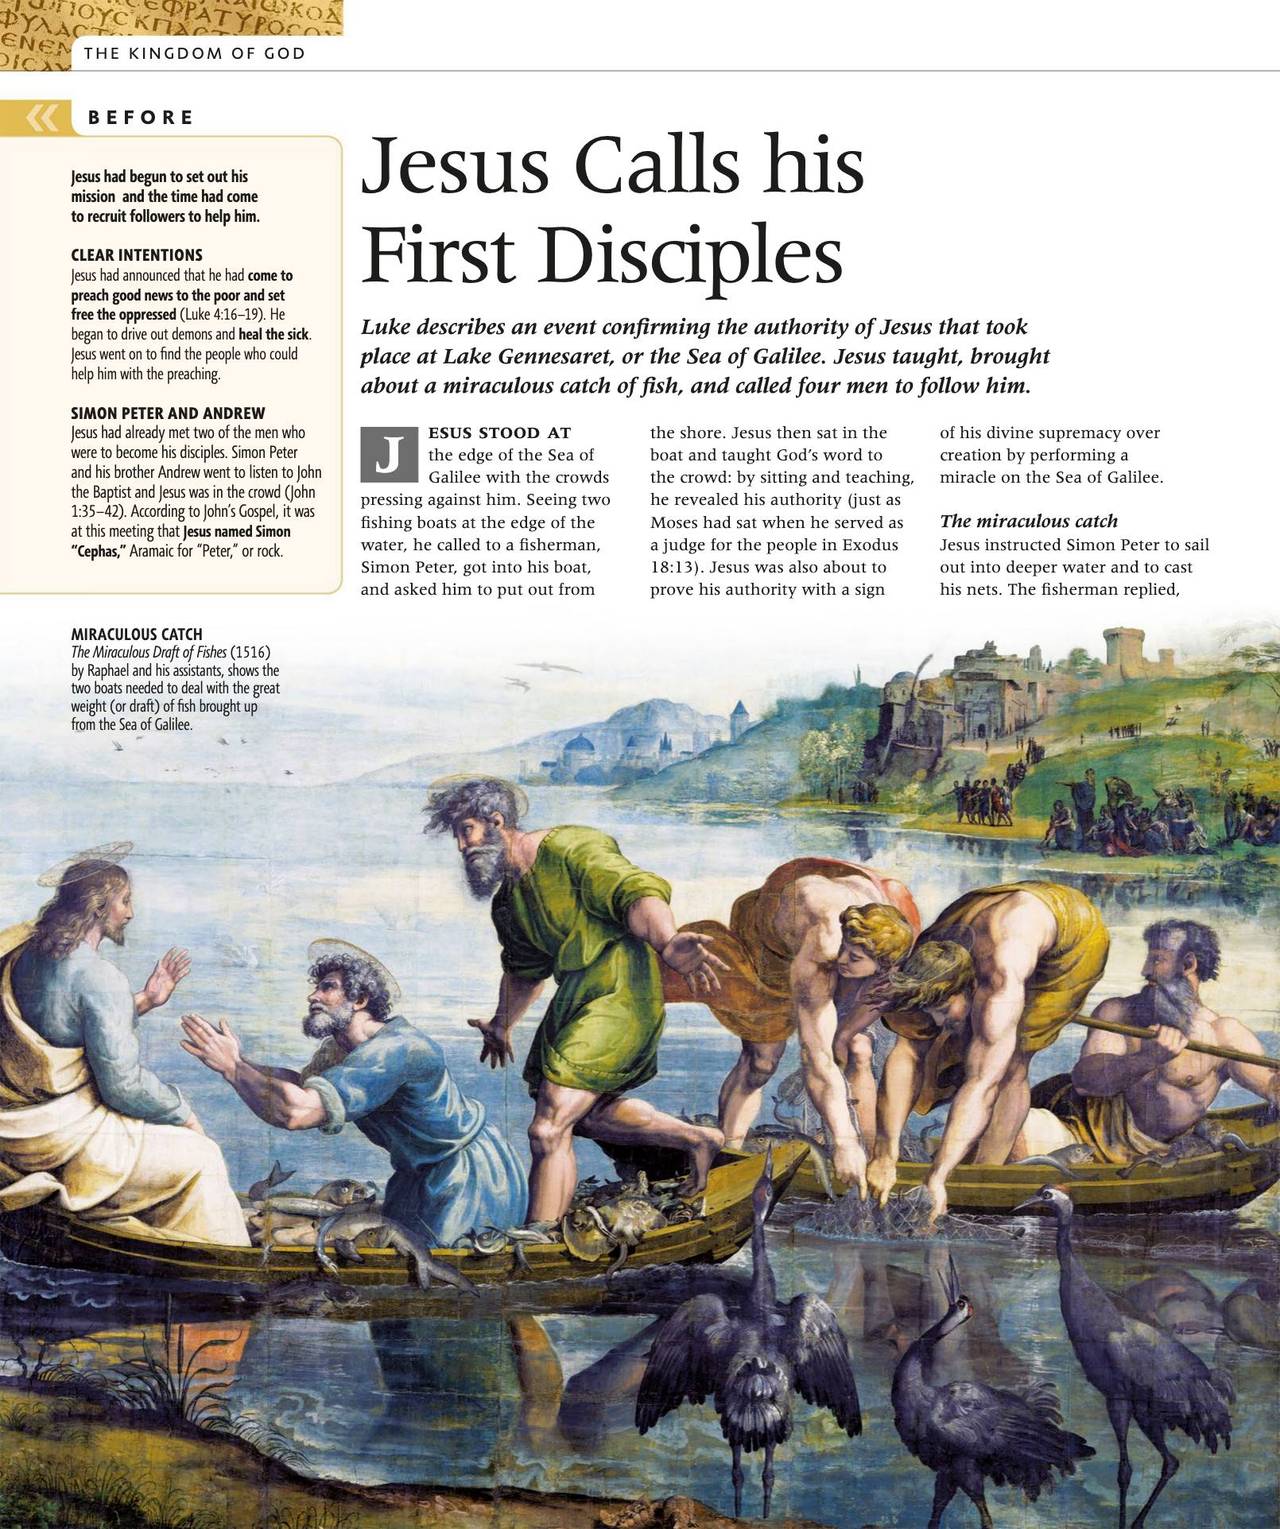 THE KINGDOM OF GOD
BEFORE
Jesus had begun to set out his
mission and the time had come
to recruit followers to help him.
CLEAR INTENTIONS
Jesus had announced that he had come to
preach good news to the poor and set
free the oppressed (Luke 4:16–19). He
began to drive out demons and heal the sick.
Jesus went on to find the people who could
help him with the preaching.
SIMON PETER AND ANDREW
Jesus had already met two of the men who
were to become his disciples. Simon Peter
and his brother Andrew went to listen to John
the Baptist and Jesus was in the crowd (John
1:35–42). According to John’s Gospel, it was
at this meeting that Jesus named Simon
“Cephas,” Aramaic for “Peter,” or rock.
Jesus Calls his
First Disciples
Luke describes an event confirming the authority of Jesus that took
place at Lake Gennesaret, or the Sea of Galilee. Jesus taught, brought
about a miraculous catch of fish, and called four men to follow him.
JESUS STOOD AT
the edge of the Sea of
Galilee with the crowds
pressing against him. Seeing two
fishing boats at the edge of the
water, he called to a fisherman,
Simon Peter, got into his boat,
and asked him to put out from
the shore. Jesus then sat in the
boat and taught God’s word to
the crowd: by sitting and teaching,
he revealed his authority (just as
Moses had sat when he served as
a judge for the people in Exodus
18:13). Jesus was also about to
prove his authority with a sign
of his divine supremacy over
creation by performing a
miracle on the Sea of Galilee.
The miraculous catch
Jesus instructed Simon Peter to sail
out into deeper water and to cast
his nets. The fisherman replied,
MIRACULOUS CATCH
The Miraculous Draft of Fishes (1516)
by Raphael and his assistants, shows the
two boats needed to deal with the great
weight (or draft) of fish brought up
from the Sea of Galilee.